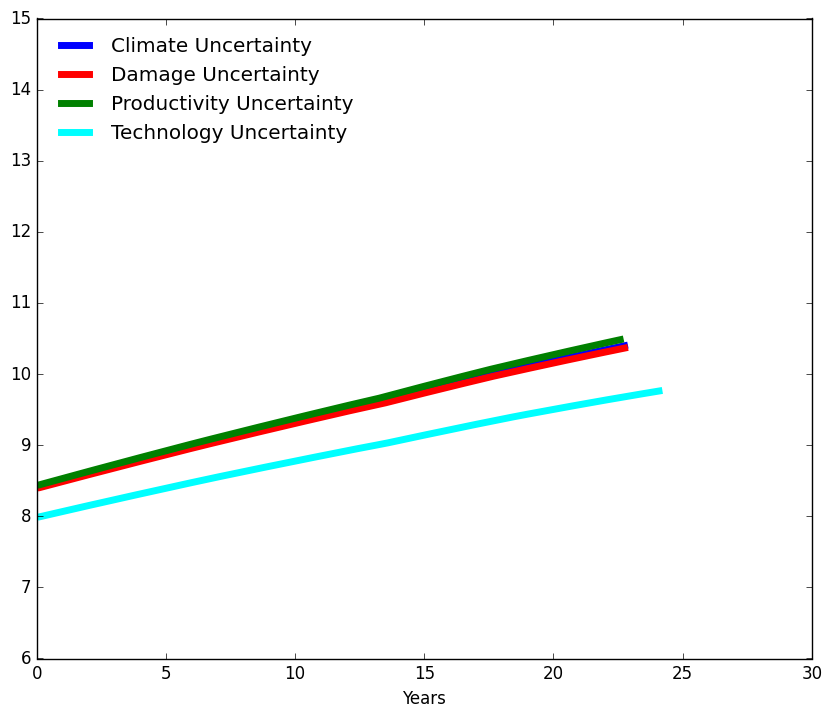 15
14
13
12
11
10
9
8
7
6
Climate Uncertainty
Damage Uncertainty
Productivity Uncertainty
Technology Uncertainty
0 5 10 15 20 25 30
Years